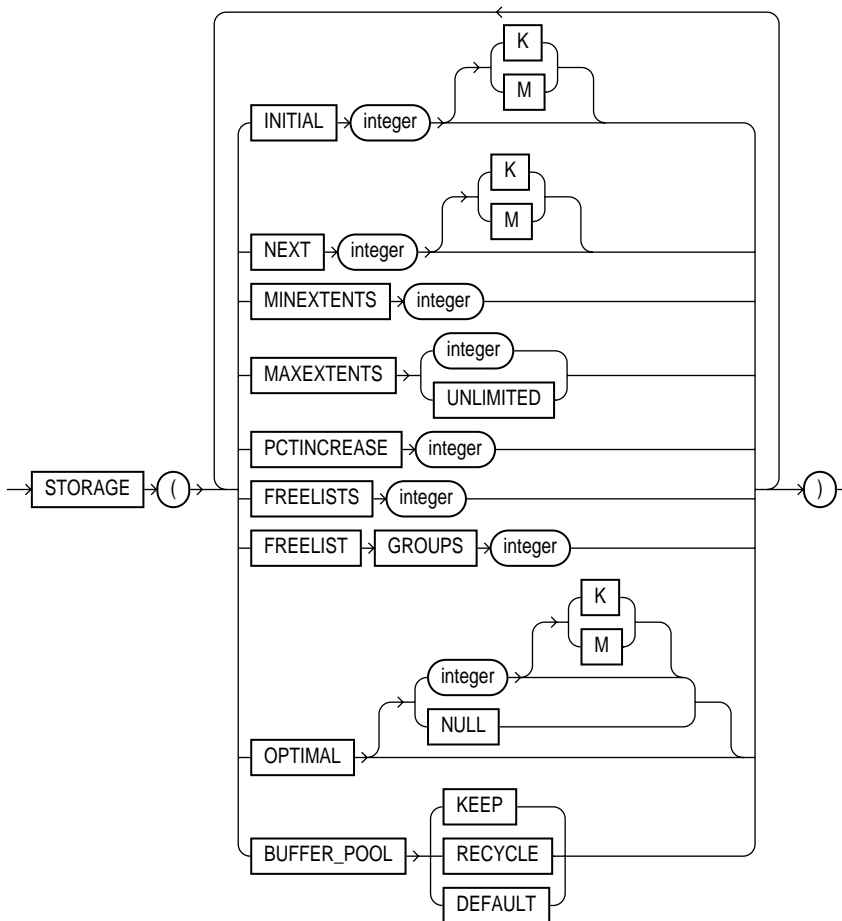 K
M
INITIAL integer
K
M
NEXT integer
MINEXTENTS integer
integer
MAXEXTENTS
UNLIMITED
PCTINCREASE integer
STORAGE ( )
FREELISTS integer
FREELIST GROUPS integer
K
M
integer
NULL
OPTIMAL
KEEP
BUFFER_POOL RECYCLE
DEFAULT